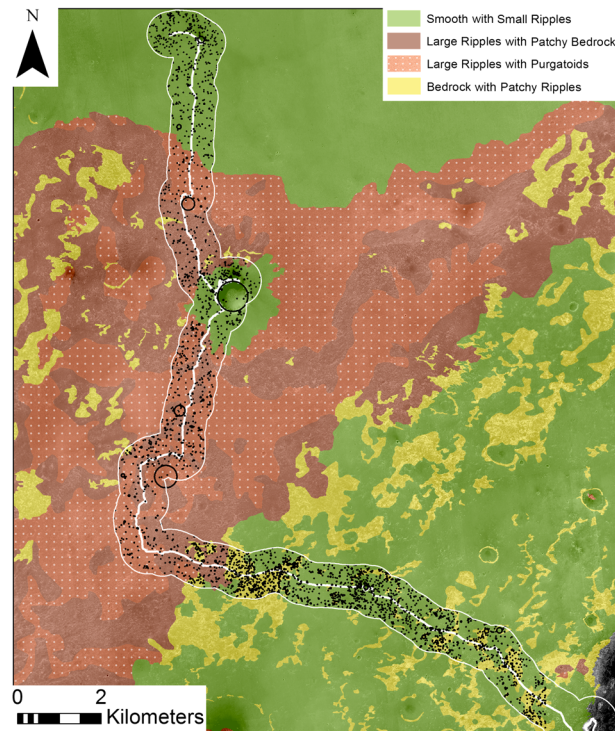 N
Smooth with Small Ripples
Large Ripples with Patchy Bedrock
Large Ripples with Purgatoids
Bedrock with Patchy Ripples
0 2
Kilometers